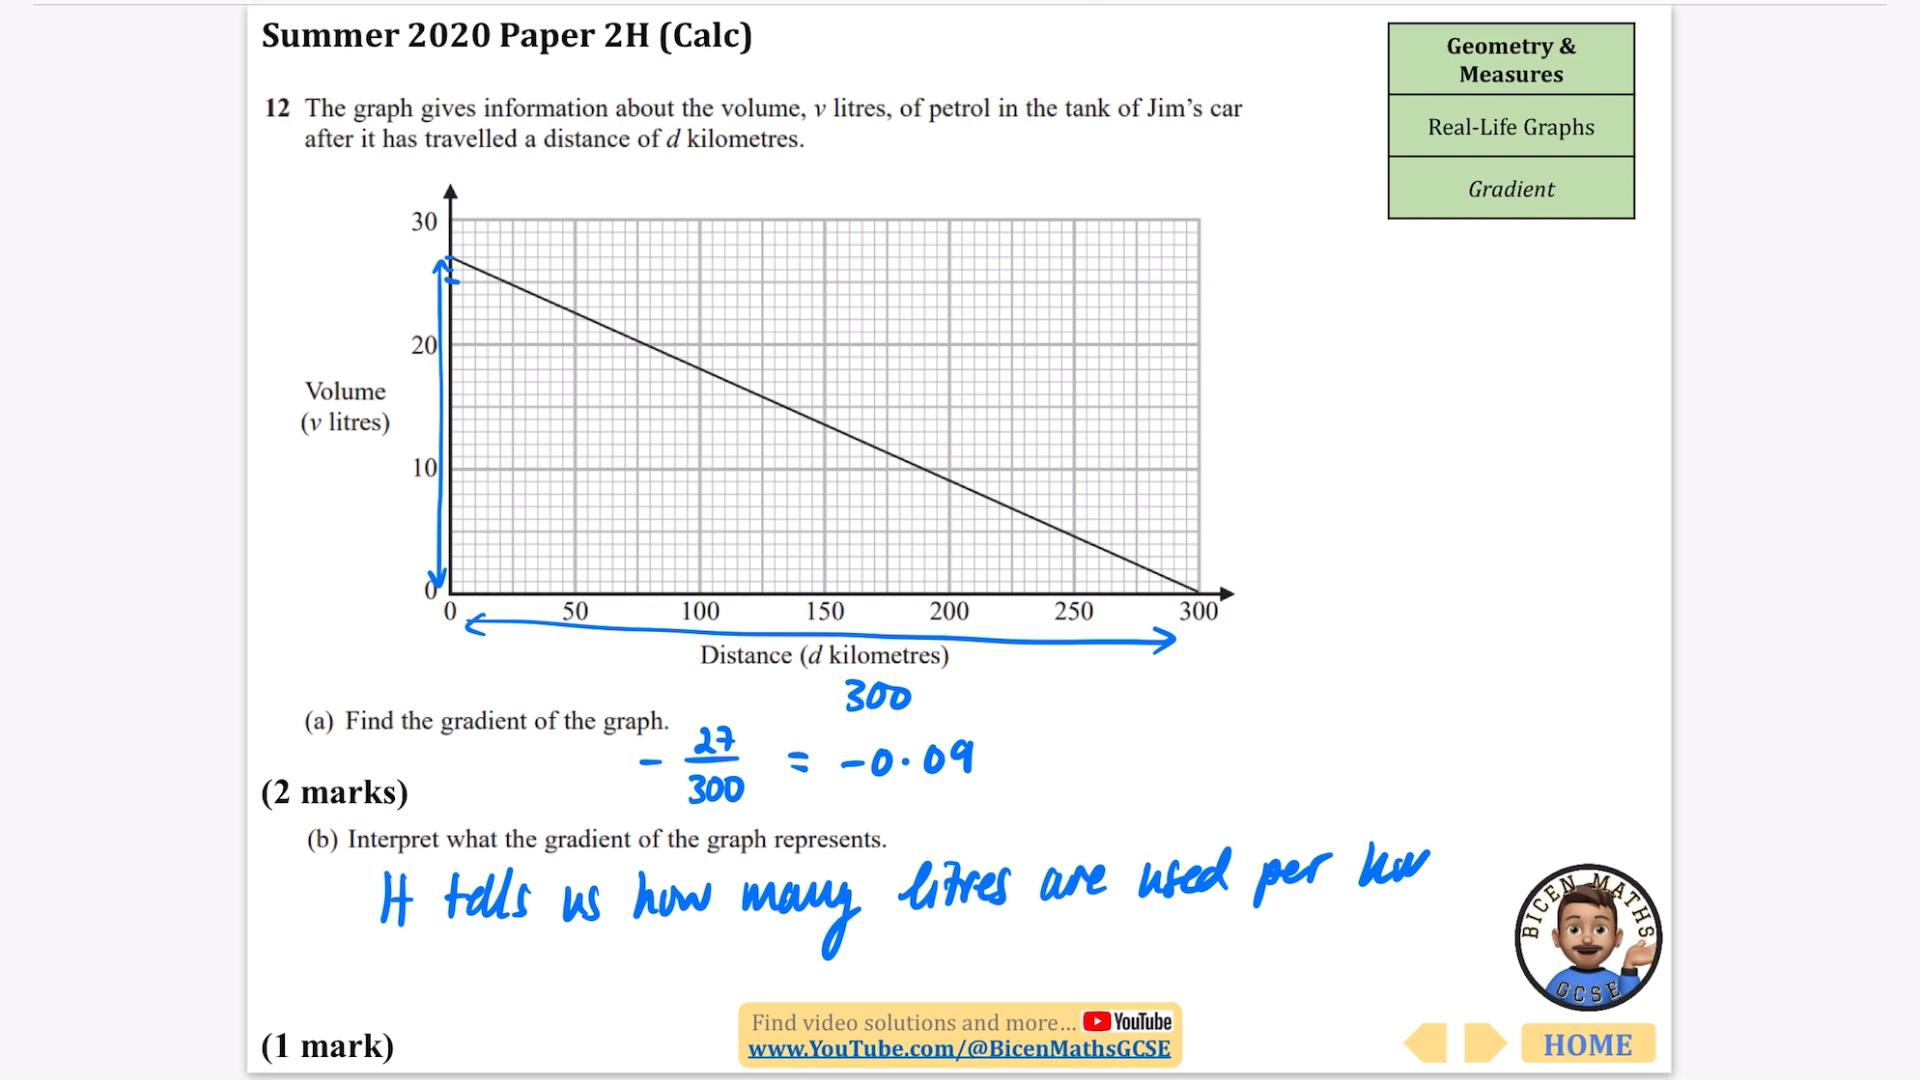 Summer 2020 Paper 2H (Calc)
Geometry &
Measures
Real-Life Graphs
Gradient
12 The graph gives information about the volume, v litres, of petrol in the tank of Jim's car
after it has travelled a distance of d kilometres.
30
20
10
0
Volume
(v litres)
0 50 100 150 200 250 300
Distance (d kilometres)
300
(a) Find the gradient of the graph.
- 27/300 = -0.09
(2 marks)
(b) Interpret what the gradient of the graph represents.
It tells us how many litres are used per km
BICEN MATHS
GCSE
(1 mark)
Find video solutions and more... YouTube
www.YouTube.com/@BicenMathsGCSE
HOME